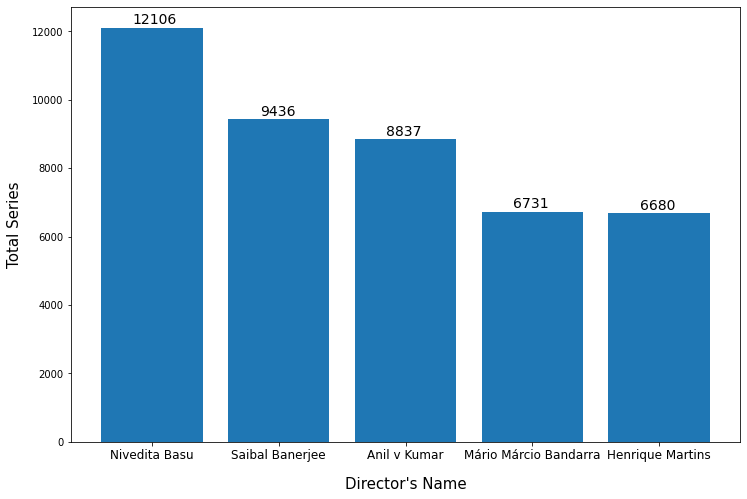 12106
9436
8837
6731
6680
12000
10000
8000
6000
4000
2000
0
Total Series
Nivedita Basu
Saibal Banerjee
Anil v Kumar
Mário Márcio Bandarra
Henrique Martins
Director's Name